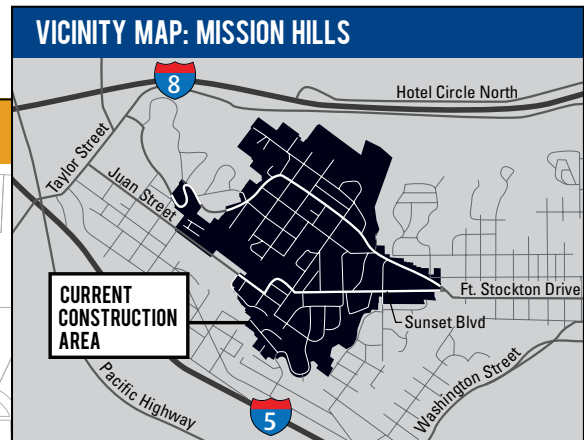 VICINITY MAP: MISSION HILLS
8
Hotel Circle North
Taylor Street
Juan Street
CURRENT
CONSTRUCTION
AREA
Ft. Stockton Drive
Sunset Blvd
Washington Street
Pacific Highway
5